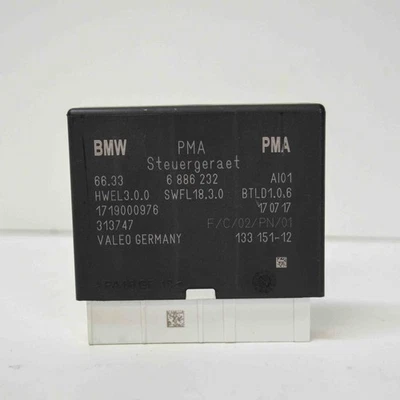 BMW PMA PMA
Steuergeraet
66.33 6 886 232 AI01
HWEL3.0.0 SWFL18.3.0 BTLD1.0.6
1719000976 17 07 17
313747 F/C/02/PN/01
VALEO GERMANY 133 151-12